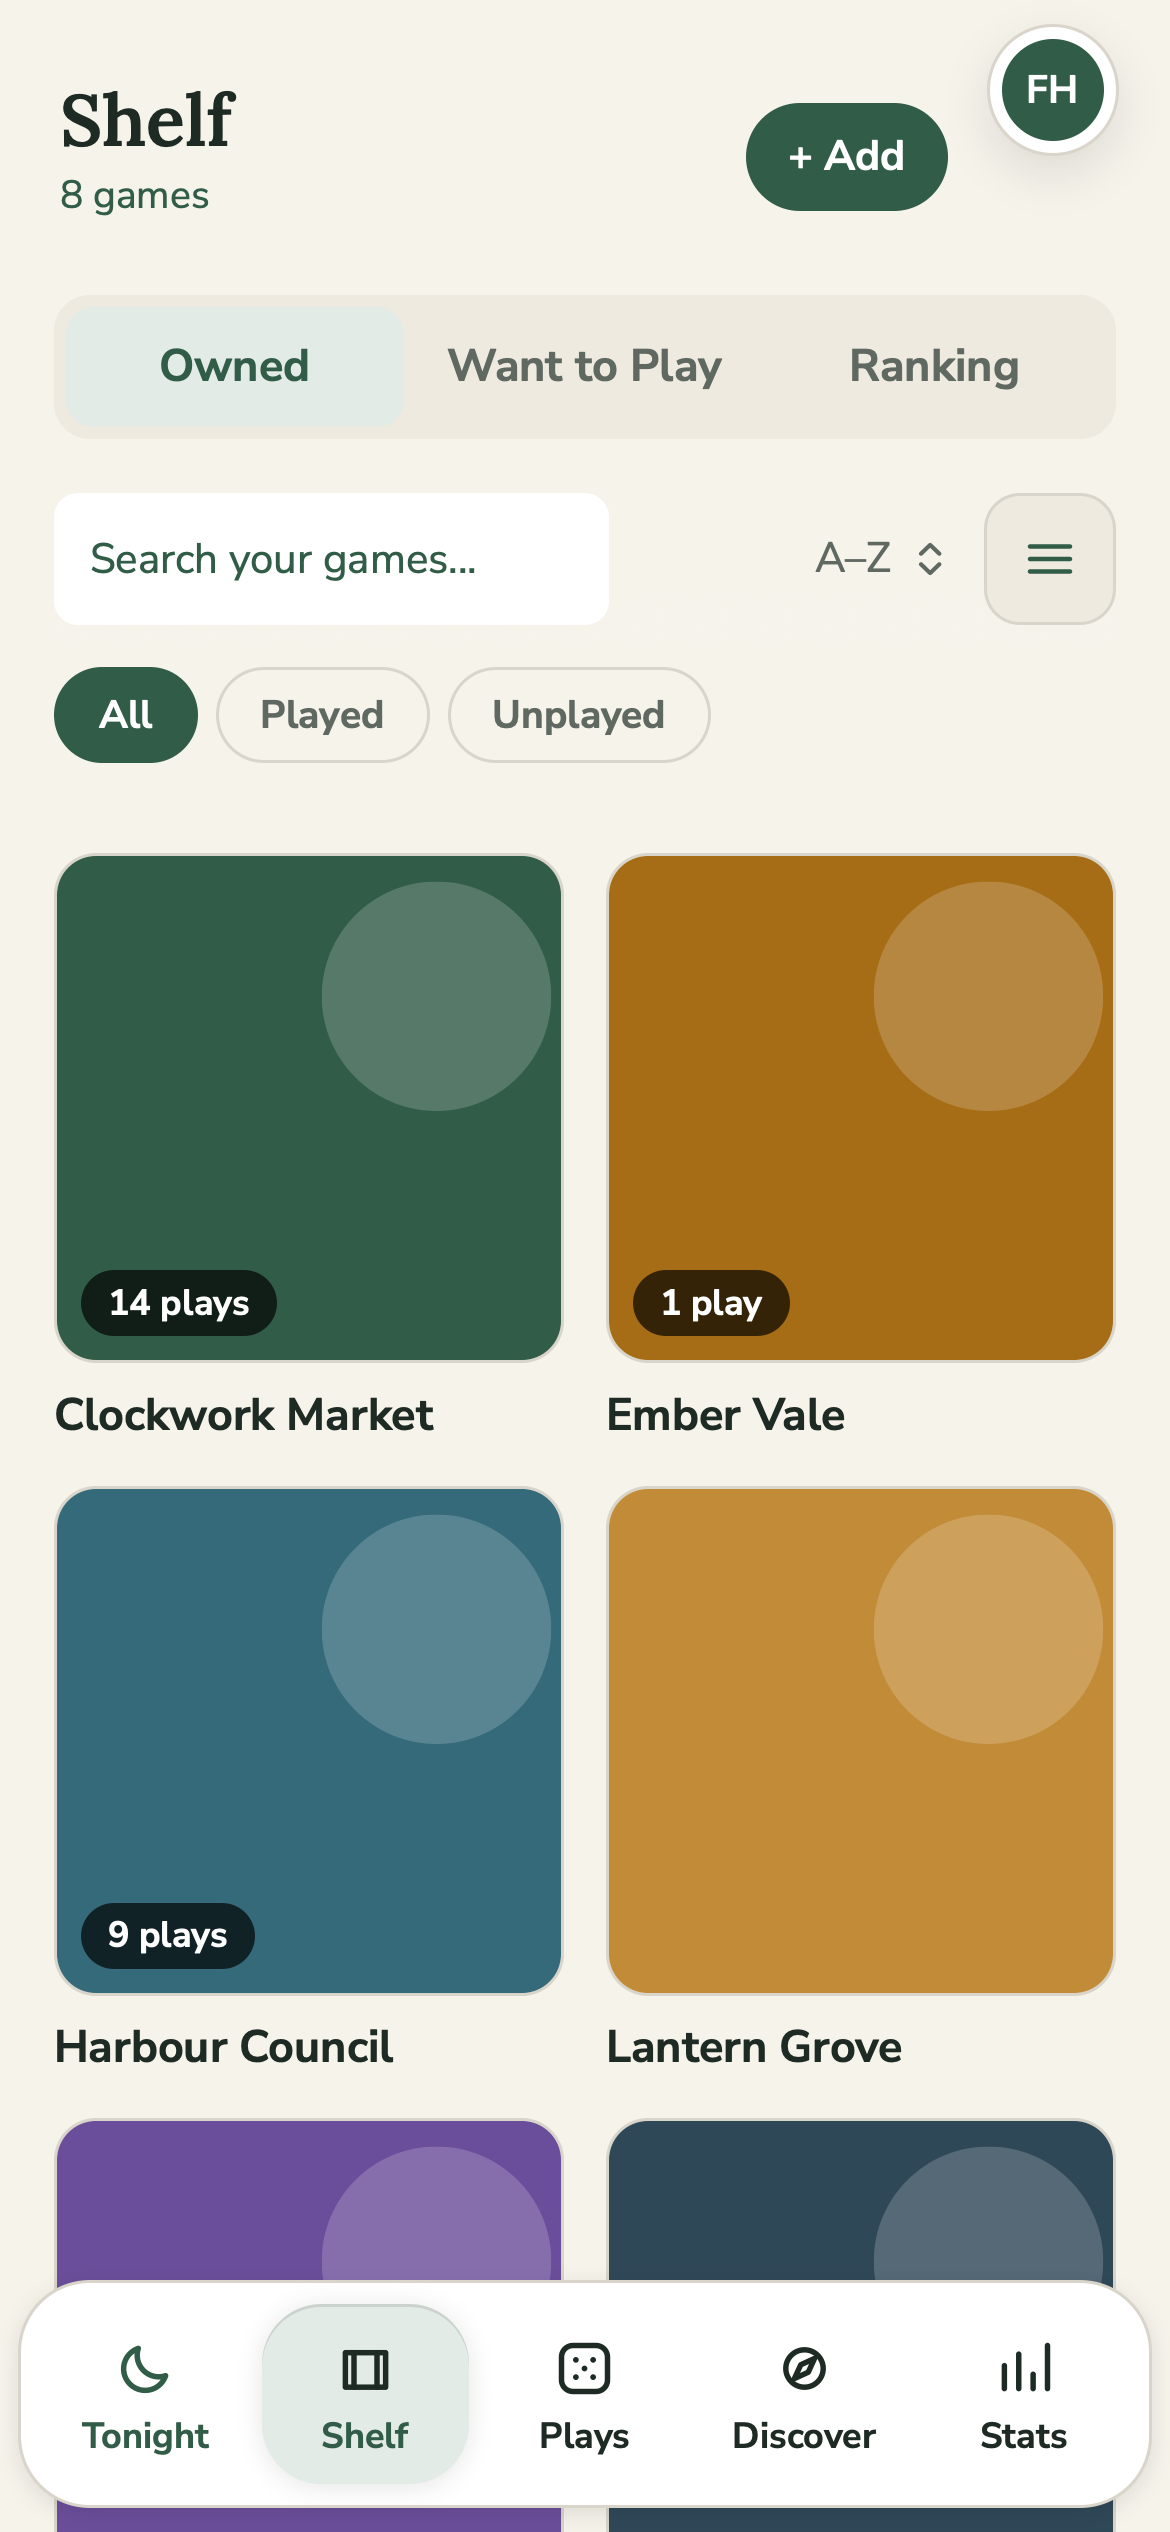 Shelf
8 games
+ Add
FH
Owned
Want to Play
Ranking
Search your games...
A–Z
All
Played
Unplayed
14 plays
1 play
Clockwork Market
Ember Vale
9 plays
Harbour Council
Lantern Grove
Tonight
Shelf
Plays
Discover
Stats